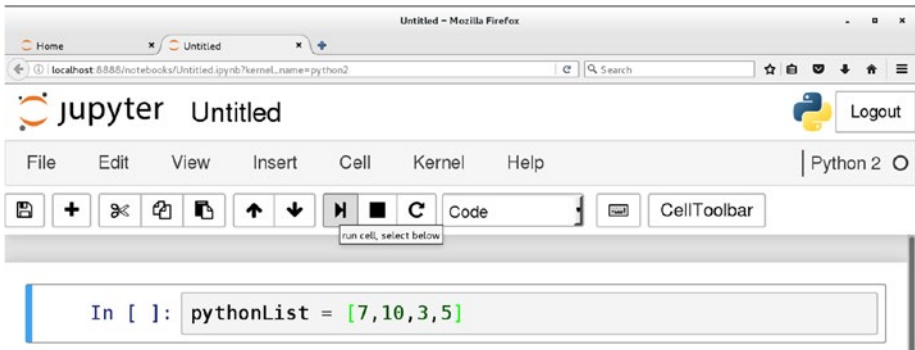 Untitled – Mozilla Firefox
Home Untitled
localhost:8888/notebooks/Untitled.ipynb?kernel_name=python2 Search
jupyter Untitled Logout
File Edit View Insert Cell Kernel Help Python 2
Code CellToolbar
run cell, select below
In [ ]: pythonList = [7,10,3,5]